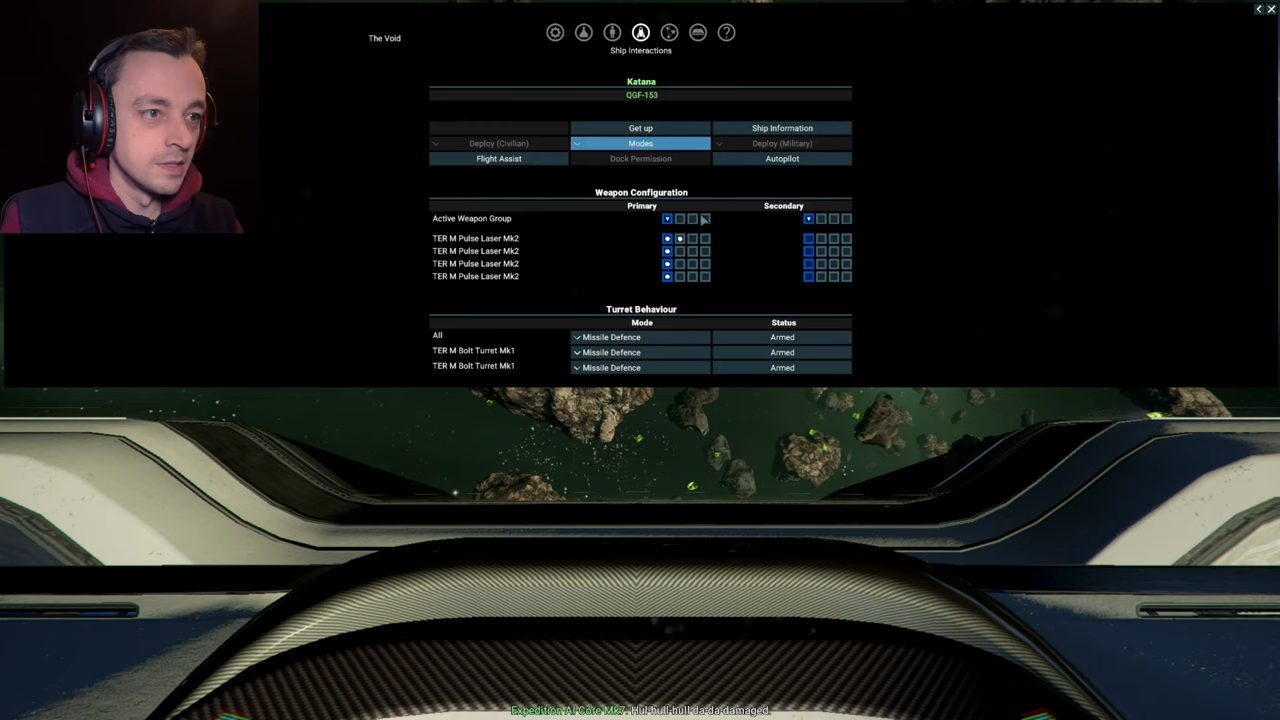 The Void
Ship Interactions
Katana
QGF-153
Get up
Ship Information
Deploy (Civilian)
Modes
Deploy (Military)
Flight Assist
Dock Permission
Autopilot
Weapon Configuration
Primary
Secondary
Active Weapon Group
TER M Pulse Laser Mk2
TER M Pulse Laser Mk2
TER M Pulse Laser Mk2
TER M Pulse Laser Mk2
Turret Behaviour
Mode
Status
All
Missile Defence
Armed
TER M Bolt Turret Mk1
Missile Defence
Armed
TER M Bolt Turret Mk1
Missile Defence
Armed
Expedition AI Core Mk7: Hul-hull-hull da-da-damaged.